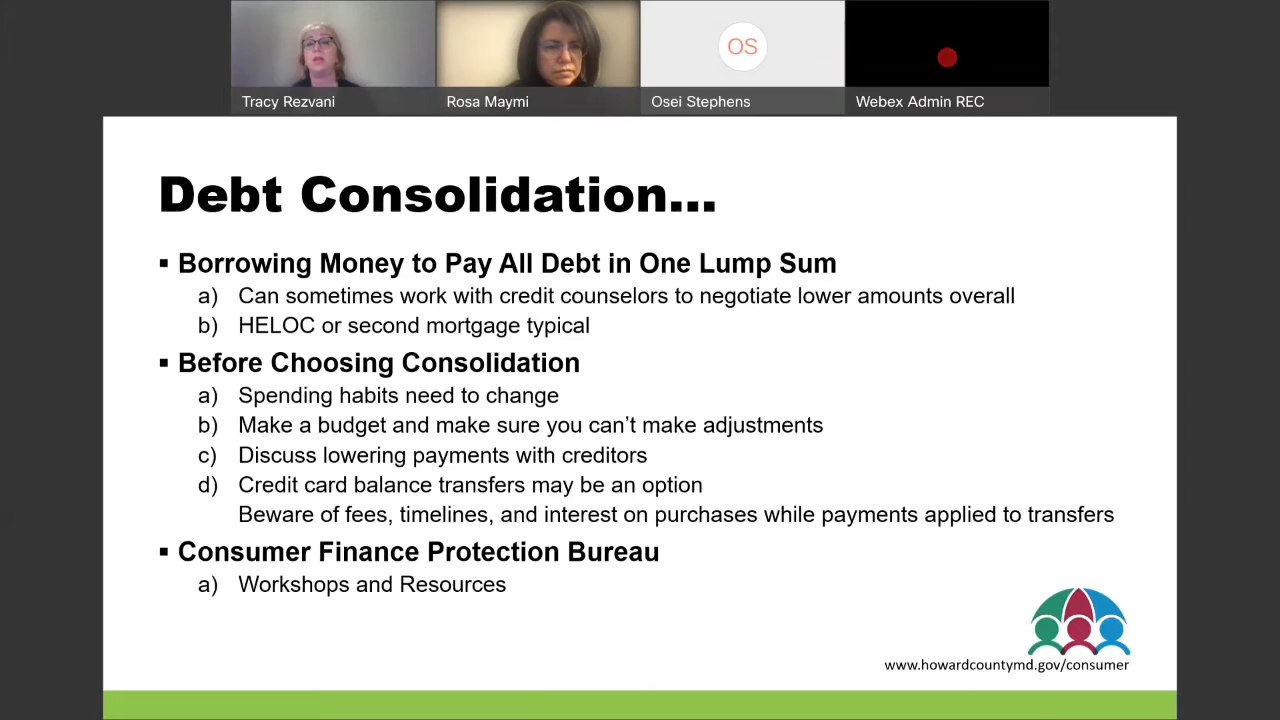 Tracy Rezvani
Rosa Maymi
OS
Osei Stephens
Webex Admin REC
Debt Consolidation...
▪ Borrowing Money to Pay All Debt in One Lump Sum
a) Can sometimes work with credit counselors to negotiate lower amounts overall
b) HELOC or second mortgage typical
▪ Before Choosing Consolidation
a) Spending habits need to change
b) Make a budget and make sure you can’t make adjustments
c) Discuss lowering payments with creditors
d) Credit card balance transfers may be an option
Beware of fees, timelines, and interest on purchases while payments applied to transfers
▪ Consumer Finance Protection Bureau
a) Workshops and Resources
www.howardcountymd.gov/consumer